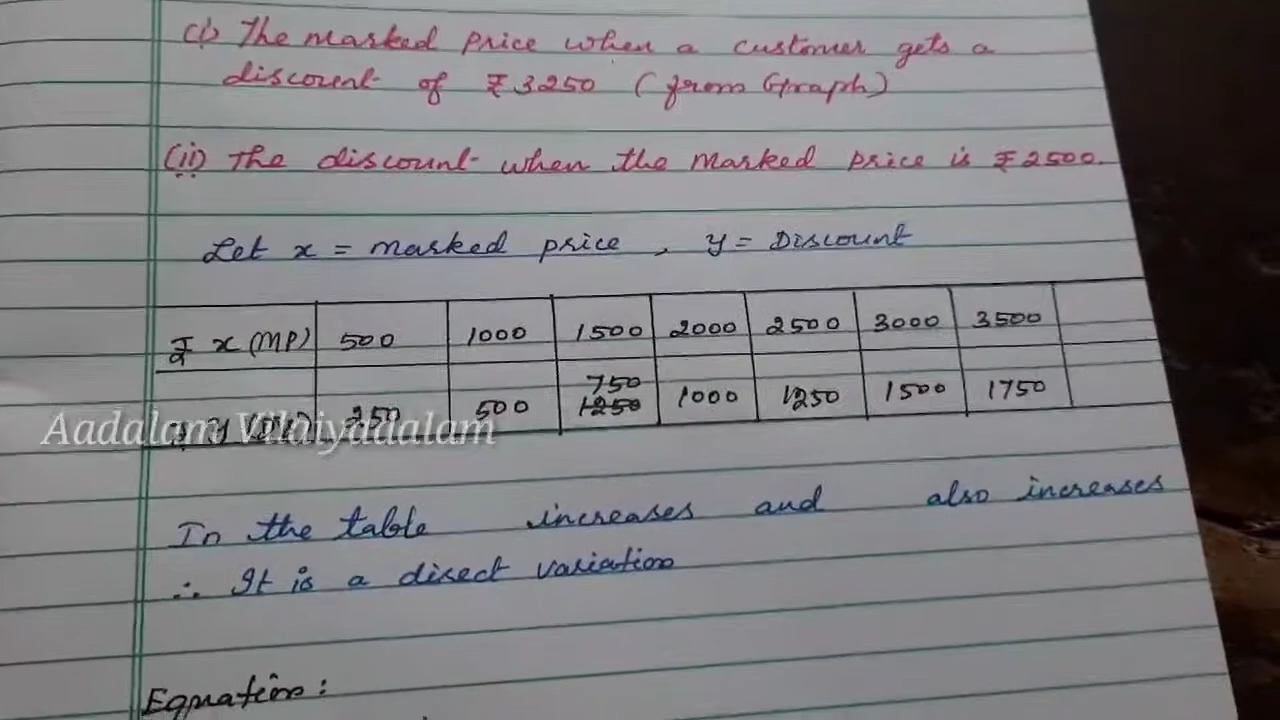 (i) The marked price when a customer gets a
discount of ₹3250 (from Graph)
(ii) The discount when the marked price is ₹2500.
Let x = marked price , y = Discount
₹ x (MP) 500 1000 1500 2000 2500 3000 3500
750
250 500 1250 1000 1250 1500 1750
Aadalam Vilaiyadalam
In the table increases and also increases
∴ It is a direct variation
Equation: